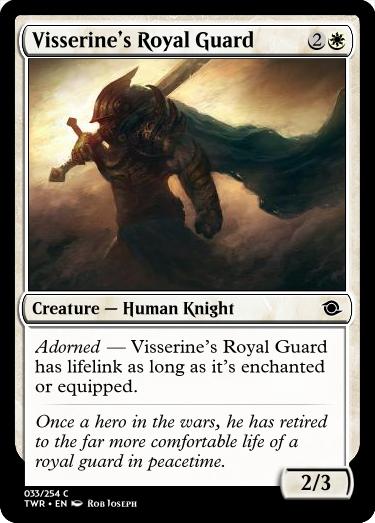 Visserine's Royal Guard 2
Creature — Human Knight
Adorned — Visserine's Royal Guard
has lifelink as long as it's enchanted
or equipped.
Once a hero in the wars, he has retired
to the far more comfortable life of a
royal guard in peacetime.
2/3
033/254 C
TWR • EN Rob Joseph